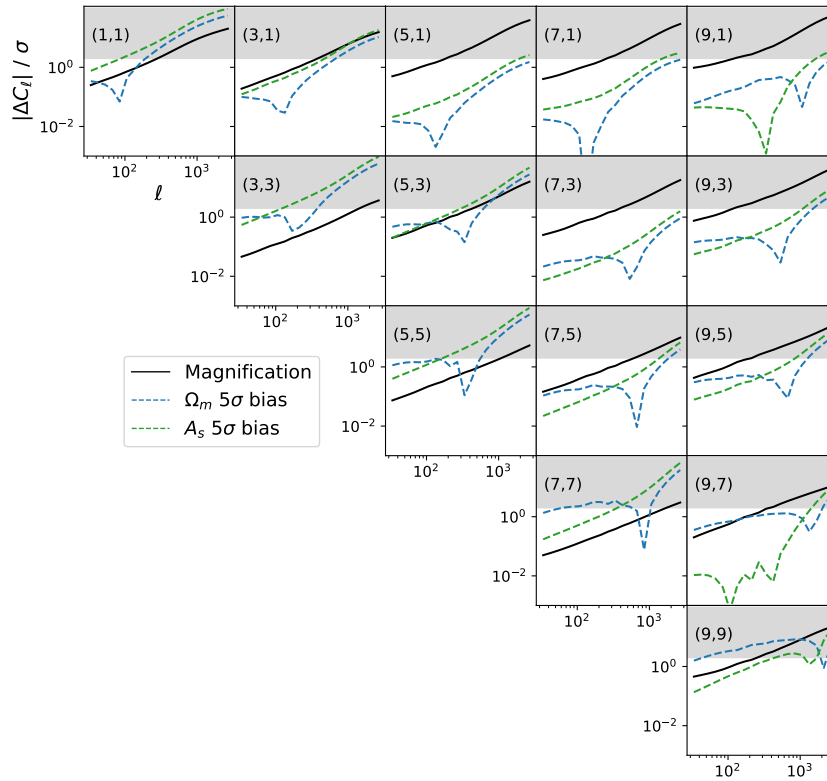 (1,1) (3,1) (5,1) (7,1) (9,1)
|ΔC_ℓ| / σ
10^0
10^-2
10^2 10^3
ℓ
(3,3) (5,3) (7,3) (9,3)
10^0
10^-2
10^2 10^3
(5,5) (7,5) (9,5)
10^0
10^-2
10^2 10^3
Magnification
Ω_m 5σ bias
A_s 5σ bias
(7,7) (9,7)
10^0
10^-2
10^2 10^3
(9,9)
10^0
10^-2
10^2 10^3